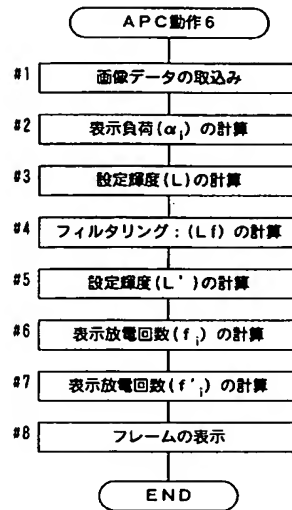 APC動作6
#1 画像データの取込み
#2 表示負荷(αi)の計算
#3 設定輝度(L)の計算
#4 フィルタリング:(Lf)の計算
#5 設定輝度(L')の計算
#6 表示放電回数(fi)の計算
#7 表示放電回数(f'i)の計算
#8 フレームの表示
END